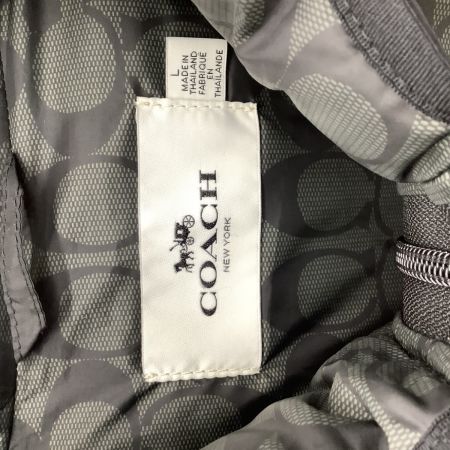 L
MADE IN
THAILAND
FABRIQUÉ
EN
THAÏLANDE
COACH
NEW YORK